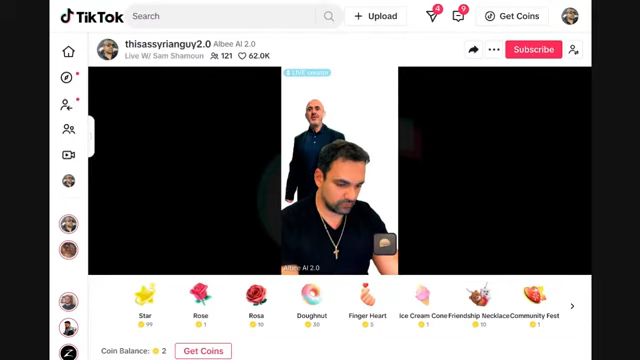 TikTok
Search
+ Upload
4
9
Get Coins
thisassyrianguy2.0 Albee AI 2.0
Live W/ Sam Shamoun 121 62.0K
Subscribe
LIVE creator
Albee AI 2.0
Star
99
Rose
1
Rosa
10
Doughnut
30
Finger Heart
5
Ice Cream Cone
1
Friendship Necklace
10
Community Fest
1
Coin Balance: 2
Get Coins